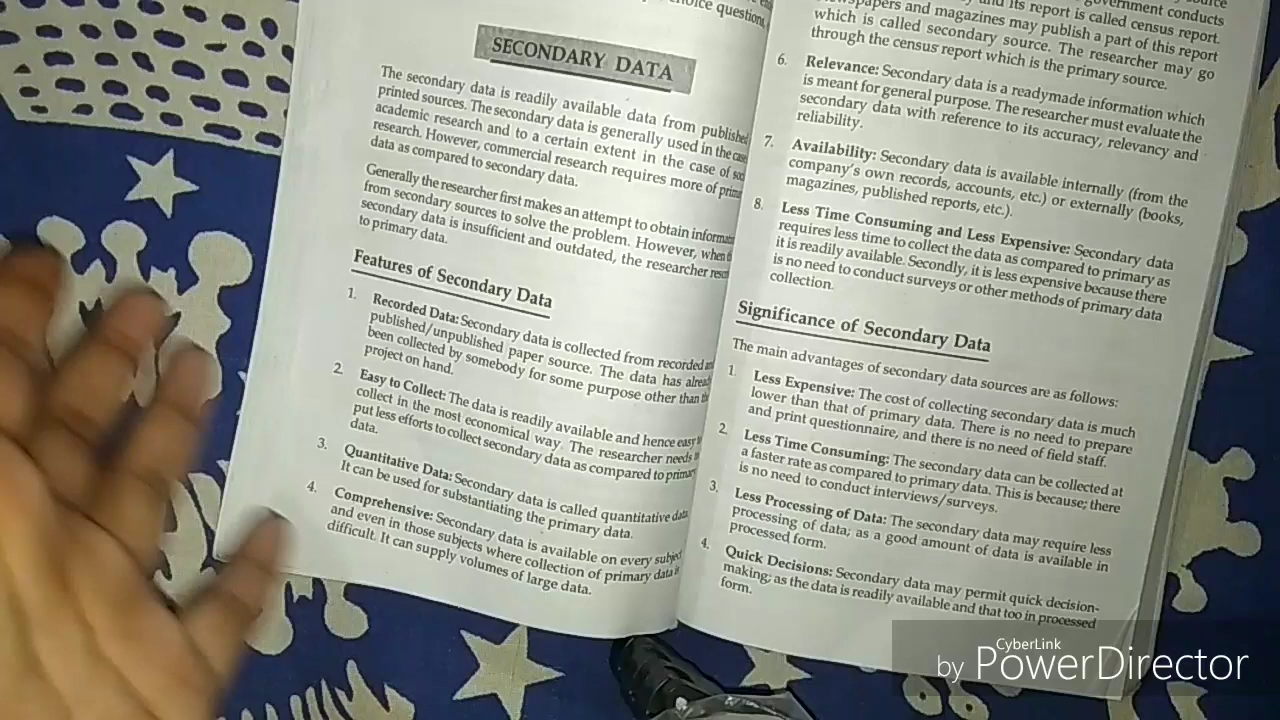 choice questions,
SECONDARY DATA
The secondary data is readily available data from published
printed sources. The secondary data is generally used in the case
academic research and to a certain extent in the case of
research. However, commercial research requires more of
data as compared to secondary data.
Generally the researcher first makes an attempt to obtain
from secondary sources to solve the problem. However, when
secondary data is insufficient and outdated, the researcher
to primary data.
Features of Secondary Data
1. Recorded Data: Secondary data is collected from recorded
published/unpublished paper source. The data has
been collected by somebody for some purpose other than
project on hand.
2. Easy to Collect: The data is readily available and hence easy
collect in the most economical way. The researcher needs
put less efforts to collect secondary data as compared to primary
data.
3. Quantitative Data: Secondary data is called quantitative data.
It can be used for substantiating the primary data.
4. Comprehensive: Secondary data is available on every subject
and even in those subjects where collection of primary data
difficult. It can supply volumes of large data.
government conducts
and its report is called census report.
and magazines may publish a part of this report
which is called secondary source. The researcher may go
through the census report which is the primary source.
6. Relevance: Secondary data is a readymade information which
is meant for general purpose. The researcher must evaluate the
secondary data with reference to its accuracy, relevancy and
reliability.
7. Availability: Secondary data is available internally (from the
company's own records, accounts, etc.) or externally (books,
magazines, published reports, etc.).
8. Less Time Consuming and Less Expensive: Secondary data
requires less time to collect the data as compared to primary as
it is readily available. Secondly, it is less expensive because there
is no need to conduct surveys or other methods of primary data
collection.
Significance of Secondary Data
The main advantages of secondary data sources are as follows:
1. Less Expensive: The cost of collecting secondary data is much
lower than that of primary data. There is no need to prepare
and print questionnaire, and there is no need of field staff.
2. Less Time Consuming: The secondary data can be collected at
a faster rate as compared to primary data. This is because; there
is no need to conduct interviews/surveys.
3. Less Processing of Data: The secondary data may require less
processing of data; as a good amount of data is available in
processed form.
4. Quick Decisions: Secondary data may permit quick decision-
making; as the data is readily available and that too in processed
form.
CyberLink
by PowerDirector